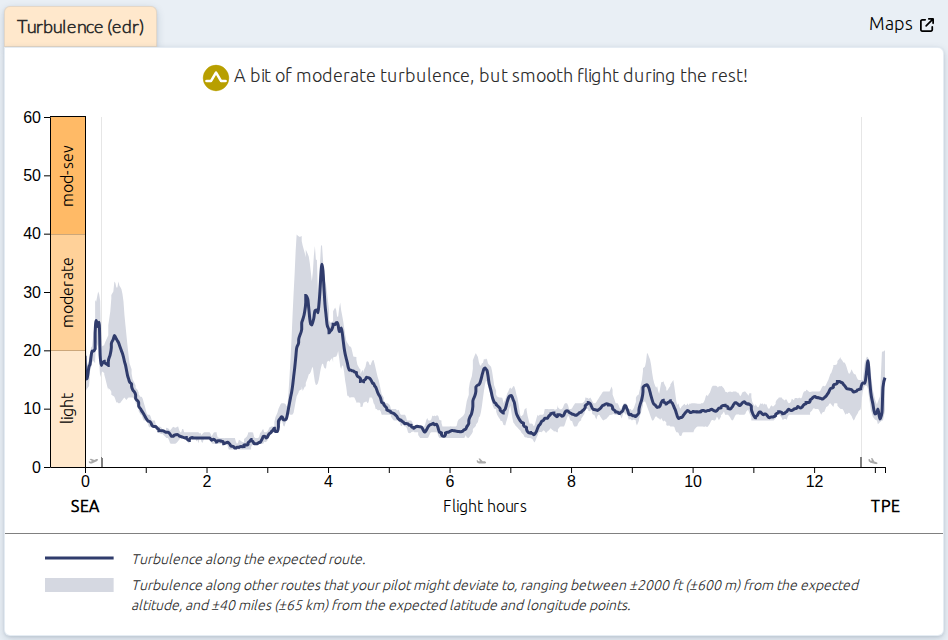 Turbulence (edr)
Maps
A bit of moderate turbulence, but smooth flight during the rest!
60
50
40
30
20
10
0
mod-sev
moderate
light
0 2 4 6 8 10 12
SEA Flight hours TPE
Turbulence along the expected route.
Turbulence along other routes that your pilot might deviate to, ranging between ±2000 ft (±600 m) from the expected
altitude, and ±40 miles (±65 km) from the expected latitude and longitude points.